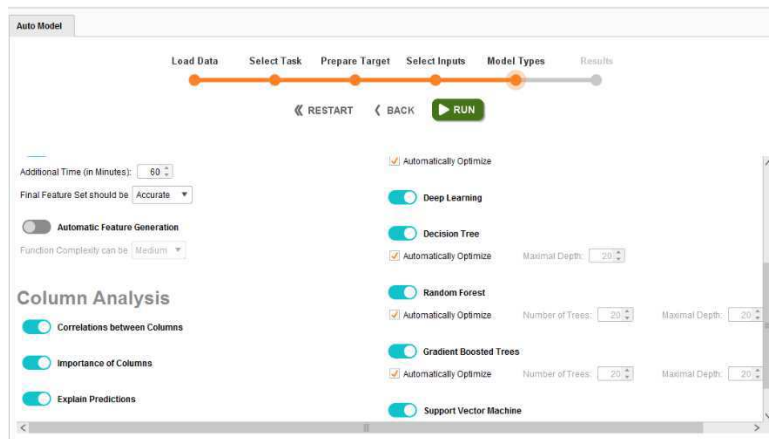 Auto Model
Load Data Select Task Prepare Target Select Inputs Model Types Results
RESTART BACK RUN
Additional Time (in Minutes): 60
Final Feature Set should be Accurate
Automatic Feature Generation
Function Complexity can be Medium
Column Analysis
Correlations between Columns
Importance of Columns
Explain Predictions
Automatically Optimize
Deep Learning
Decision Tree
Automatically Optimize Maximal Depth: 20
Random Forest
Automatically Optimize Number of Trees: 20 Maximal Depth: 20
Gradient Boosted Trees
Automatically Optimize Number of Trees: 20 Maximal Depth: 20
Support Vector Machine